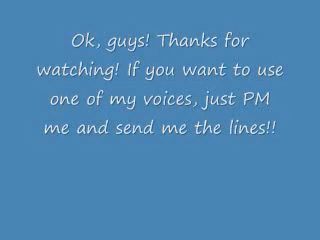 Ok, guys! Thanks for
watching! If you want to use
one of my voices, just PM
me and send me the lines!!